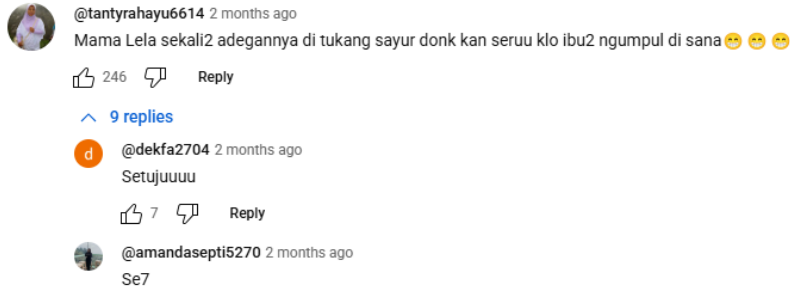 @tantyrahayu6614 2 months ago
Mama Lela sekali2 adegannya di tukang sayur donk kan seruu klo ibu2 ngumpul di sana😁 😁 😁
246 Reply
9 replies
d
@dekfa2704 2 months ago
Setujuuuu
7 Reply
@amandasepti5270 2 months ago
Se7